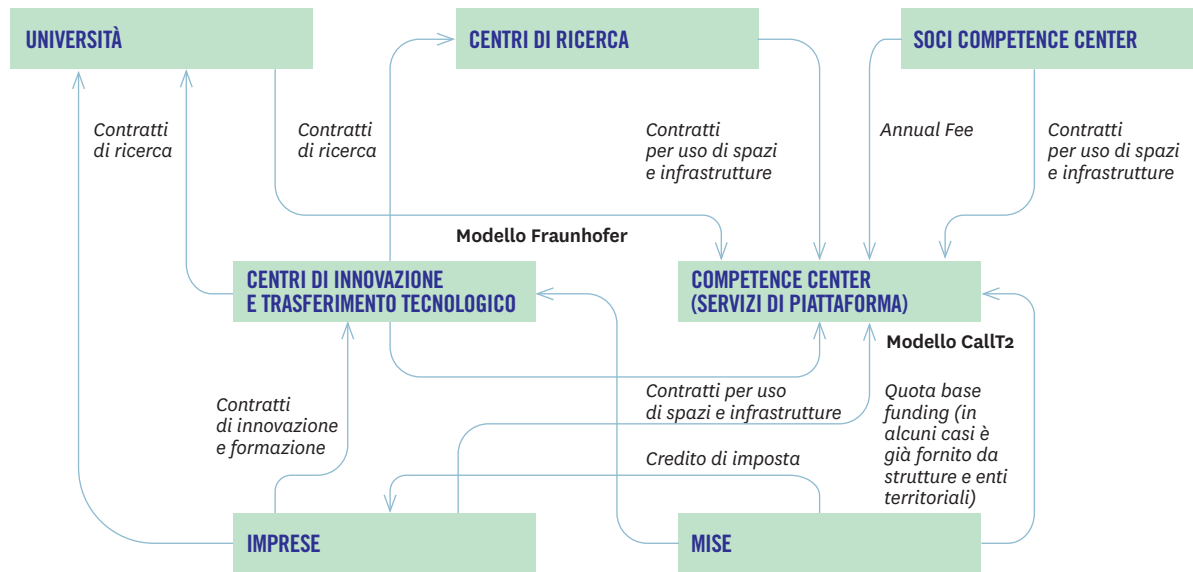 UNIVERSITÀ
CENTRI DI RICERCA
SOCI COMPETENCE CENTER
Contratti
di ricerca
Contratti
di ricerca
Contratti
per uso di spazi
e infrastrutture
Annual Fee
Contratti
per uso di spazi
e infrastrutture
Modello Fraunhofer
CENTRI DI INNOVAZIONE
E TRASFERIMENTO TECNOLOGICO
COMPETENCE CENTER
(SERVIZI DI PIATTAFORMA)
Modello CallT2
Contratti
di innovazione
e formazione
Contratti per uso
di spazi e infrastrutture
Quota base
funding (in
alcuni casi è
già fornito da
strutture e enti
territoriali)
Credito di imposta
IMPRESE
MISE